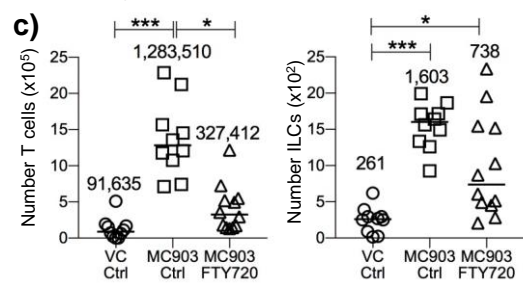 c)
***
*
1,283,510
327,412
91,635
Number T cells (x10⁵)
25
20
15
10
5
0
VC
Ctrl
MC903
Ctrl
MC903
FTY720
*
***
738
1,603
261
Number ILCs (x10²)
25
20
15
10
5
0
VC
Ctrl
MC903
Ctrl
MC903
FTY720